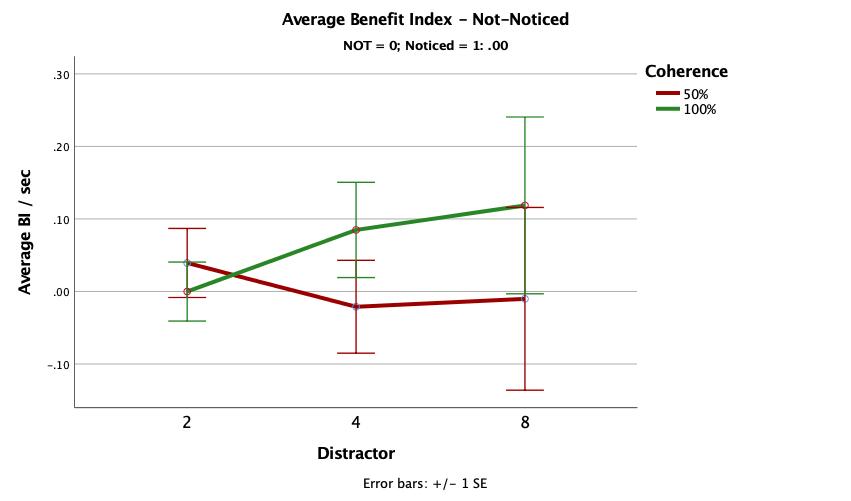 Average Benefit Index – Not-Noticed
NOT = 0; Noticed = 1: .00
Coherence
50%
100%
Average BI / sec
.30
.20
.10
.00
-.10
2 4 8
Distractor
Error bars: +/- 1 SE